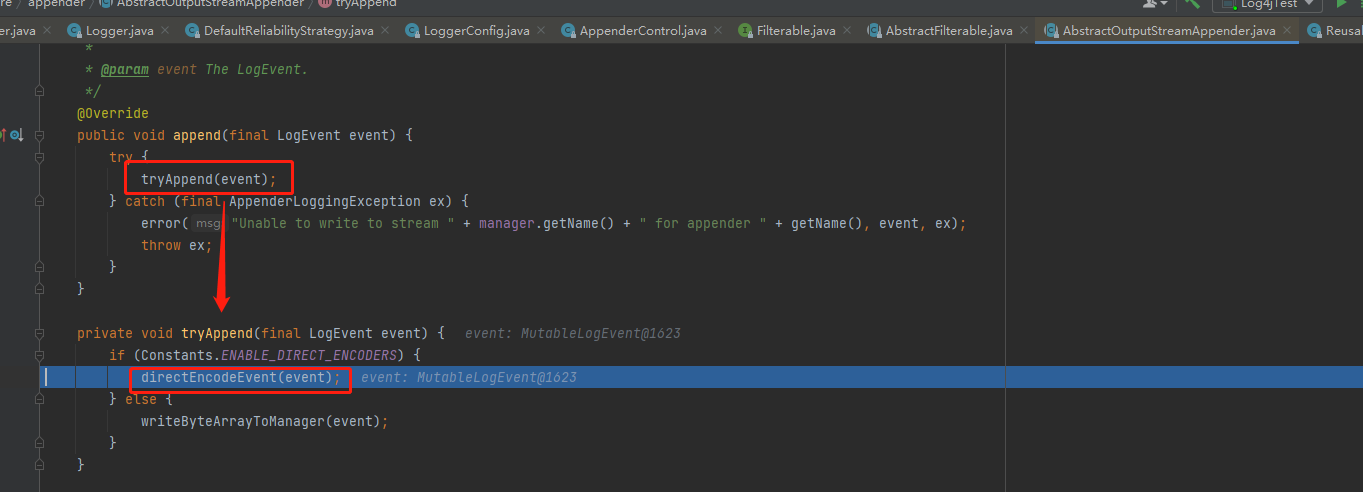 re / appender / AbstractOutputStreamAppender / tryAppend
Log4jTest
er.java Logger.java DefaultReliabilityStrategy.java LoggerConfig.java AppenderControl.java Filterable.java AbstractFilterable.java AbstractOutputStreamAppender.java Reusal
*
* @param event The LogEvent.
*/
@Override
public void append(final LogEvent event) {
try {
tryAppend(event);
} catch (final AppenderLoggingException ex) {
error( msg: "Unable to write to stream " + manager.getName() + " for appender " + getName(), event, ex);
throw ex;
}
}
private void tryAppend(final LogEvent event) { event: MutableLogEvent@1623
if (Constants.ENABLE_DIRECT_ENCODERS) {
directEncodeEvent(event); event: MutableLogEvent@1623
} else {
writeByteArrayToManager(event);
}
}